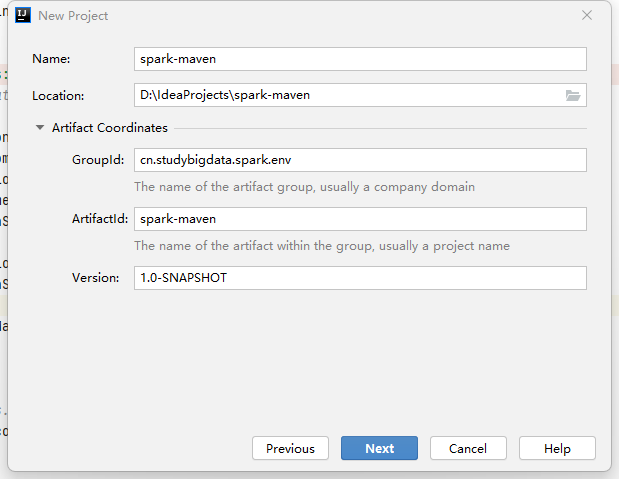 New Project
Name: spark-maven
Location: D:\IdeaProjects\spark-maven
Artifact Coordinates
GroupId: cn.studybigdata.spark.env
The name of the artifact group, usually a company domain
ArtifactId: spark-maven
The name of the artifact within the group, usually a project name
Version: 1.0-SNAPSHOT
Previous Next Cancel Help